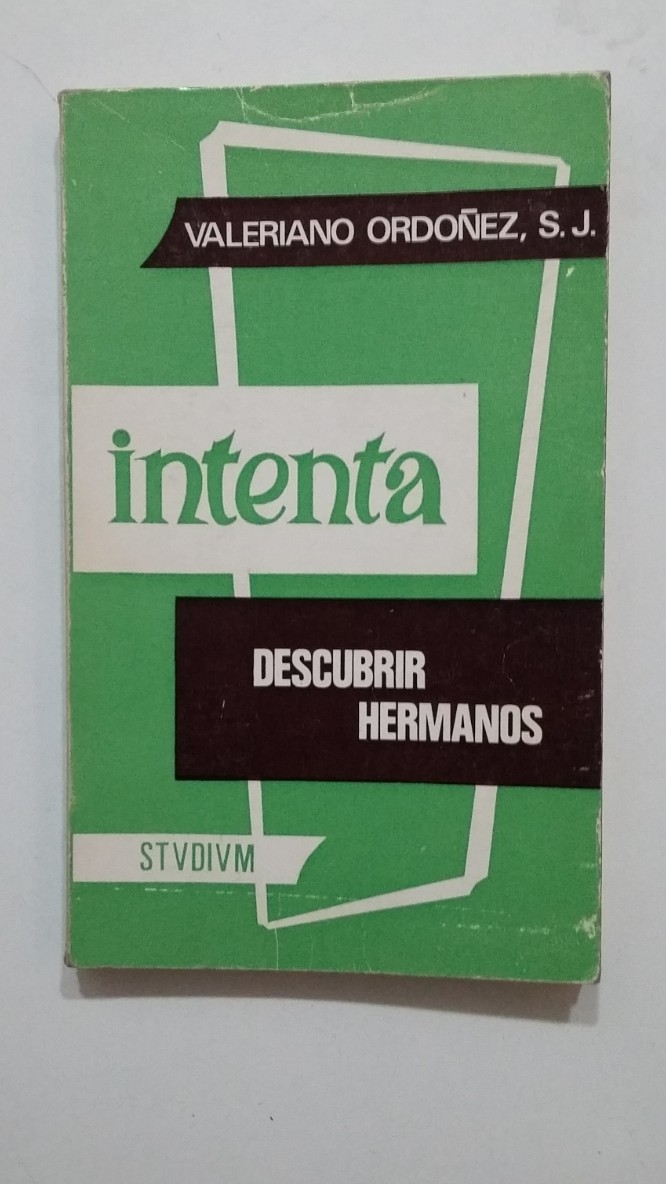 VALERIANO ORDOÑEZ, S.J.
intenta
DESCUBRIR
HERMANOS
STVDIVM